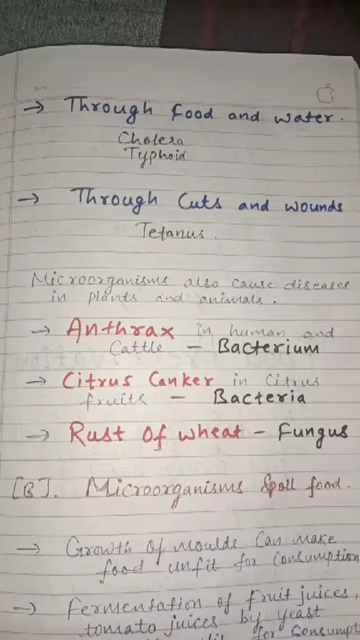 → Through food and water.
Cholera
Typhoid
→ Through Cuts and wounds
Tetanus.
Microorganisms also cause disease
in plants and animals.
→ Anthrax in human and
Cattle – Bacterium
→ Citrus Canker in Citrus
fruits – Bacteria
→ Rust of wheat – Fungus
[B]. Microorganisms Spoil food.
→ Growth of moulds Can make
food unfit for consumption
→ Fermentation of fruit juices,
tomato juices by yeast
for consumpt